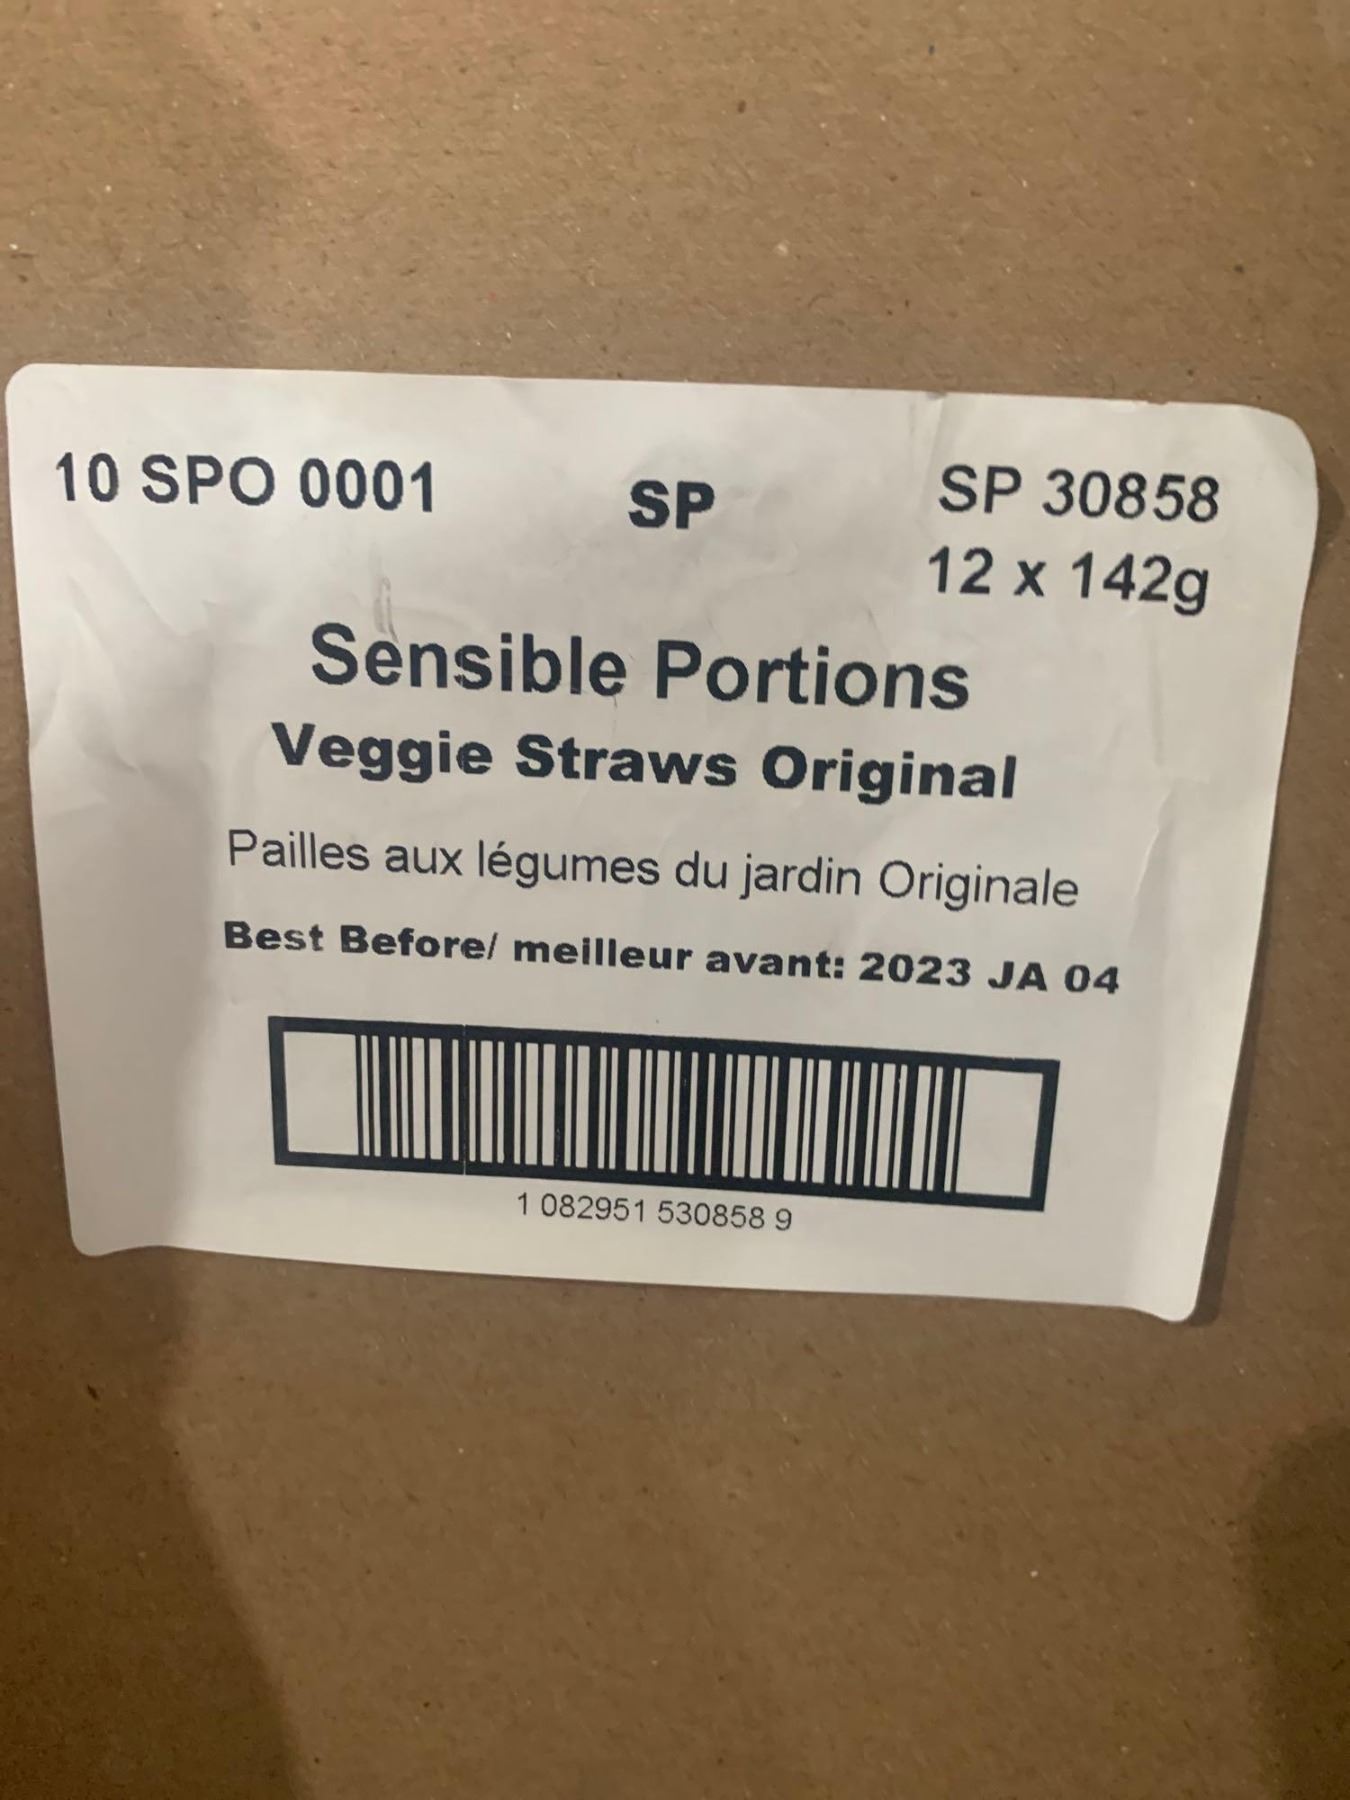 10 SPO 0001 SP SP 30858
12 x 142g
Sensible Portions
Veggie Straws Original
Pailles aux légumes du jardin Originale
Best Before/ meilleur avant: 2023 JA 04
1 082951 530858 9